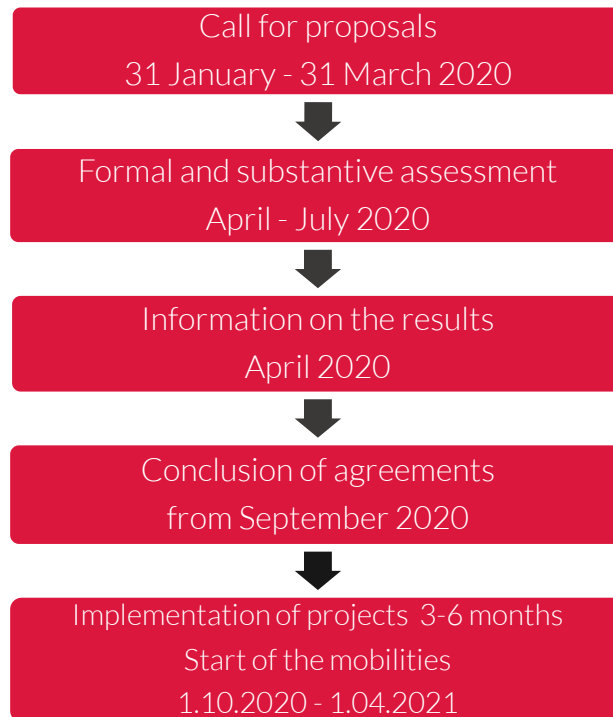 Call for proposals
31 January - 31 March 2020
Formal and substantive assessment
April - July 2020
Information on the results
April 2020
Conclusion of agreements
from September 2020
Implementation of projects 3-6 months
Start of the mobilities
1.10.2020 - 1.04.2021